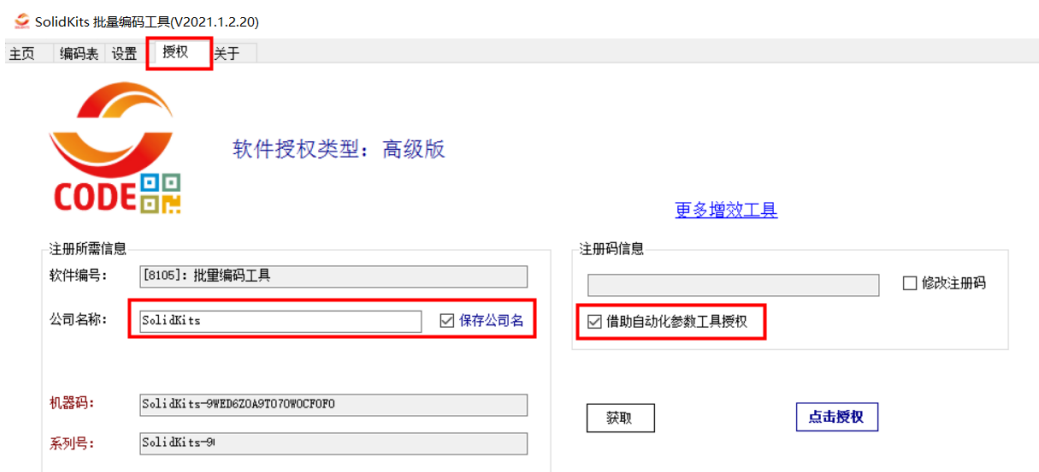 SolidKits 批量编码工具(V2021.1.2.20)
主页 编码表 设置 授权 关于
软件授权类型：高级版
CODE
更多增效工具
注册所需信息
软件编号： [8105]：批量编码工具
公司名称： SolidKits 保存公司名
机器码： SolidKits-9WED6Z0A9T070W0CF0F0
系列号： SolidKits-9
注册码信息
修改注册码
借助自动化参数工具授权
获取 点击授权